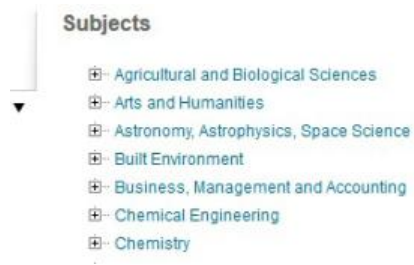 Subjects
Agricultural and Biological Sciences
Arts and Humanities
Astronomy, Astrophysics, Space Science
Built Environment
Business, Management and Accounting
Chemical Engineering
Chemistry